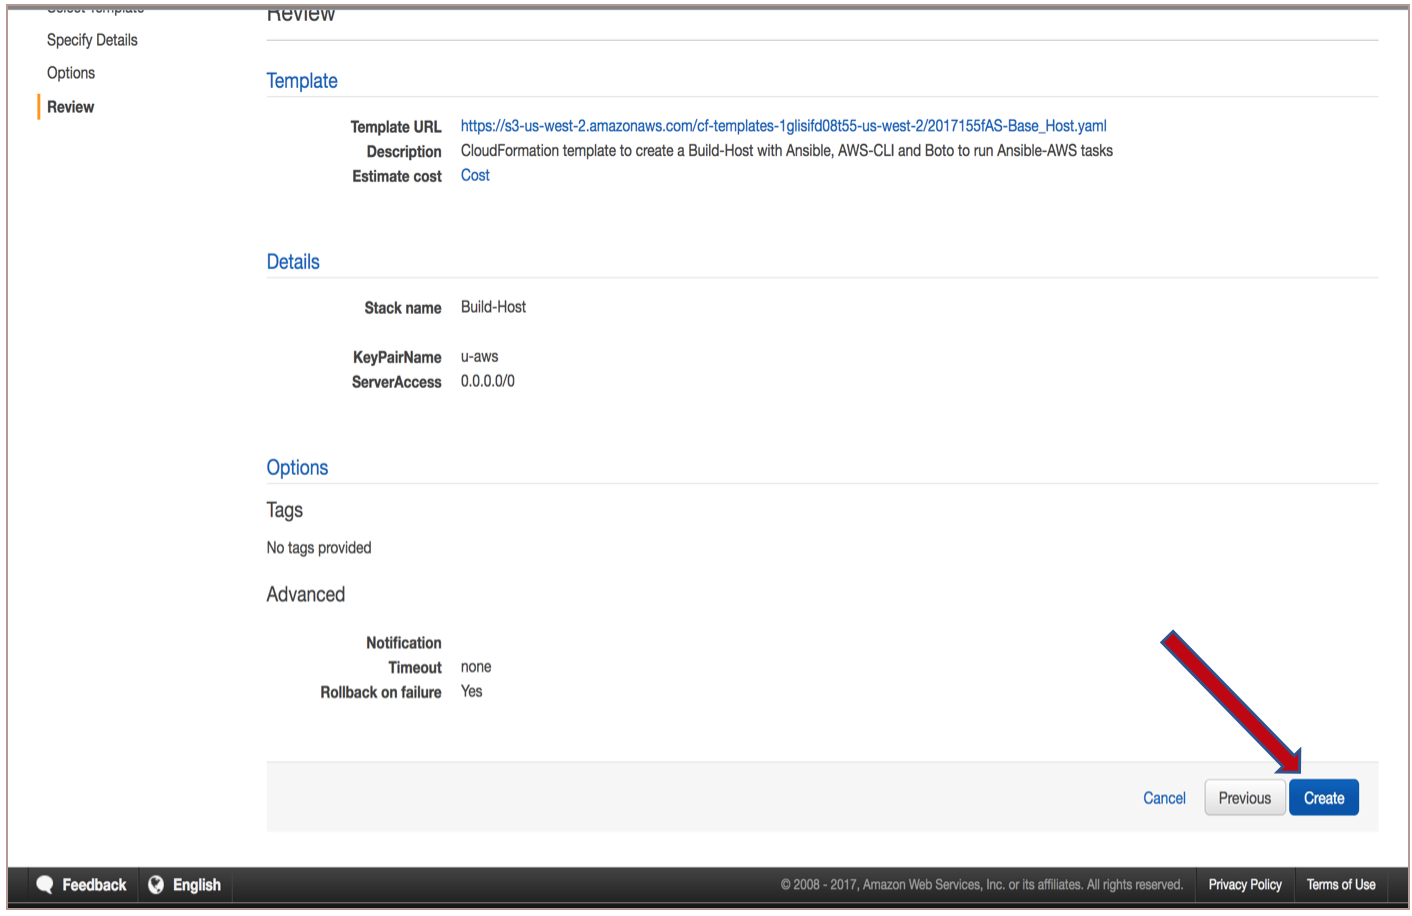 Select Template
Specify Details
Options
Review
Review
Template
Template URL https://s3-us-west-2.amazonaws.com/cf-templates-1glisifd08t55-us-west-2/2017155fAS-Base_Host.yaml
Description CloudFormation template to create a Build-Host with Ansible, AWS-CLI and Boto to run Ansible-AWS tasks
Estimate cost Cost
Details
Stack name Build-Host
KeyPairName u-aws
ServerAccess 0.0.0.0/0
Options
Tags
No tags provided
Advanced
Notification
Timeout none
Rollback on failure Yes
Cancel Previous Create
Feedback English © 2008 - 2017, Amazon Web Services, Inc. or its affiliates. All rights reserved. Privacy Policy Terms of Use